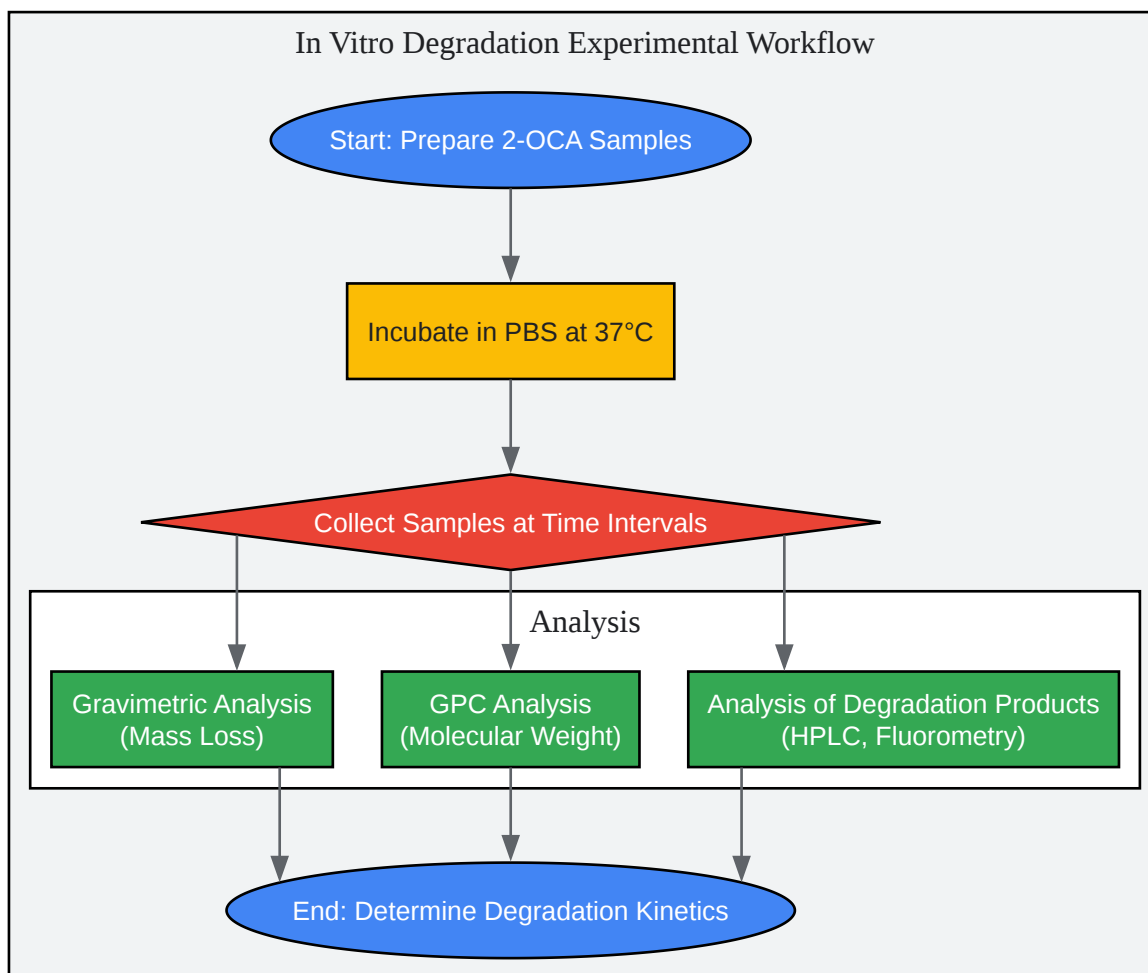 In Vitro Degradation Experimental Workflow
Start: Prepare 2-OCA Samples
Incubate in PBS at 37°C
Collect Samples at Time Intervals
Analysis
Gravimetric Analysis
(Mass Loss)
GPC Analysis
(Molecular Weight)
Analysis of Degradation Products
(HPLC, Fluorometry)
End: Determine Degradation Kinetics